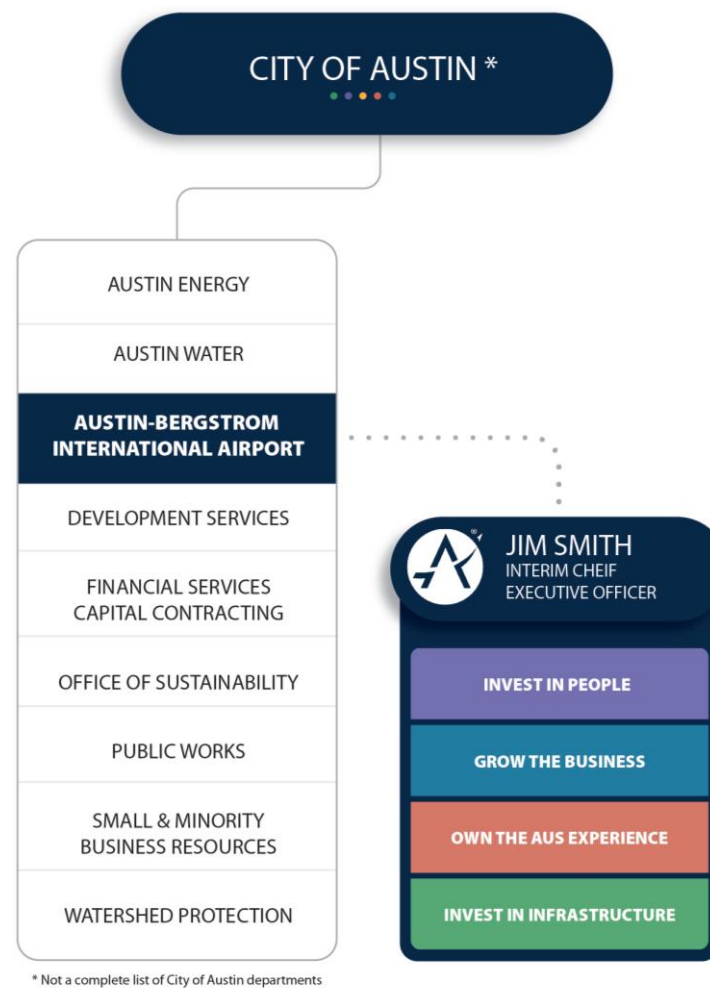 CITY OF AUSTIN *
AUSTIN ENERGY
AUSTIN WATER
AUSTIN-BERGSTROM
INTERNATIONAL AIRPORT
DEVELOPMENT SERVICES
FINANCIAL SERVICES
CAPITAL CONTRACTING
OFFICE OF SUSTAINABILITY
PUBLIC WORKS
SMALL & MINORITY
BUSINESS RESOURCES
WATERSHED PROTECTION
* Not a complete list of City of Austin departments
JIM SMITH
INTERIM CHEIF
EXECUTIVE OFFICER
INVEST IN PEOPLE
GROW THE BUSINESS
OWN THE AUS EXPERIENCE
INVEST IN INFRASTRUCTURE